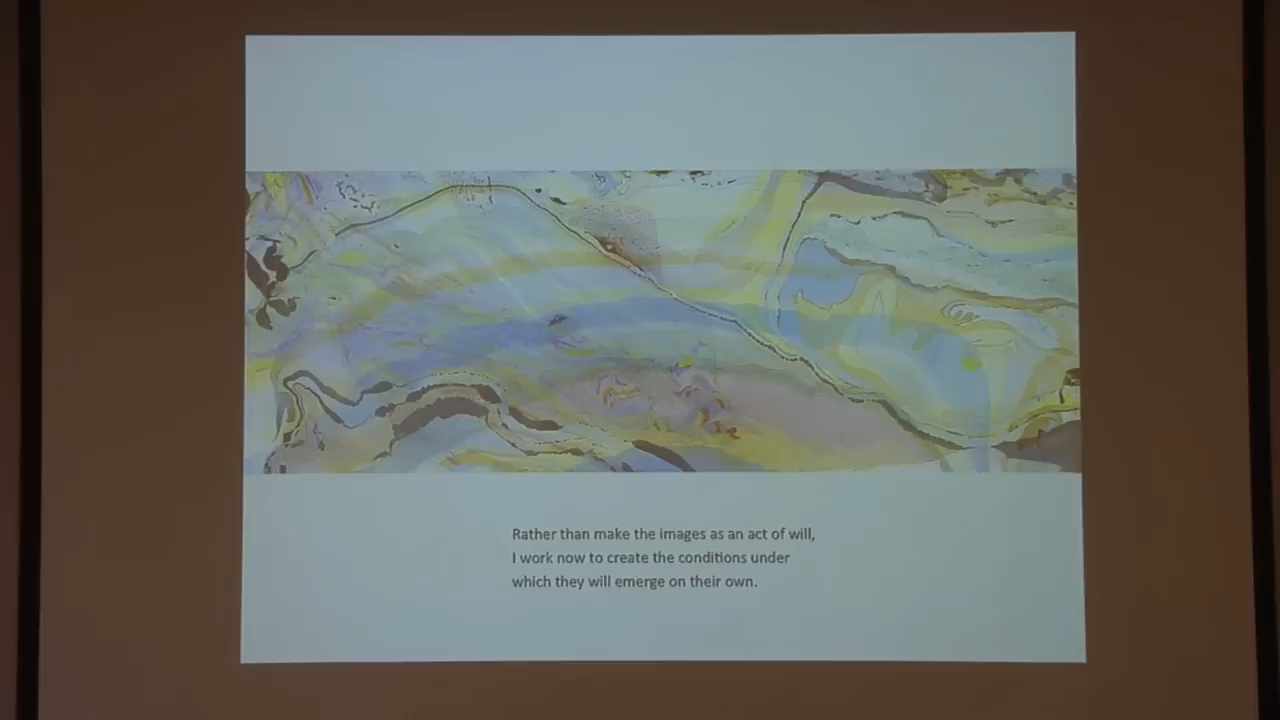 Rather than make the images as an act of will,
I work now to create the conditions under
which they will emerge on their own.